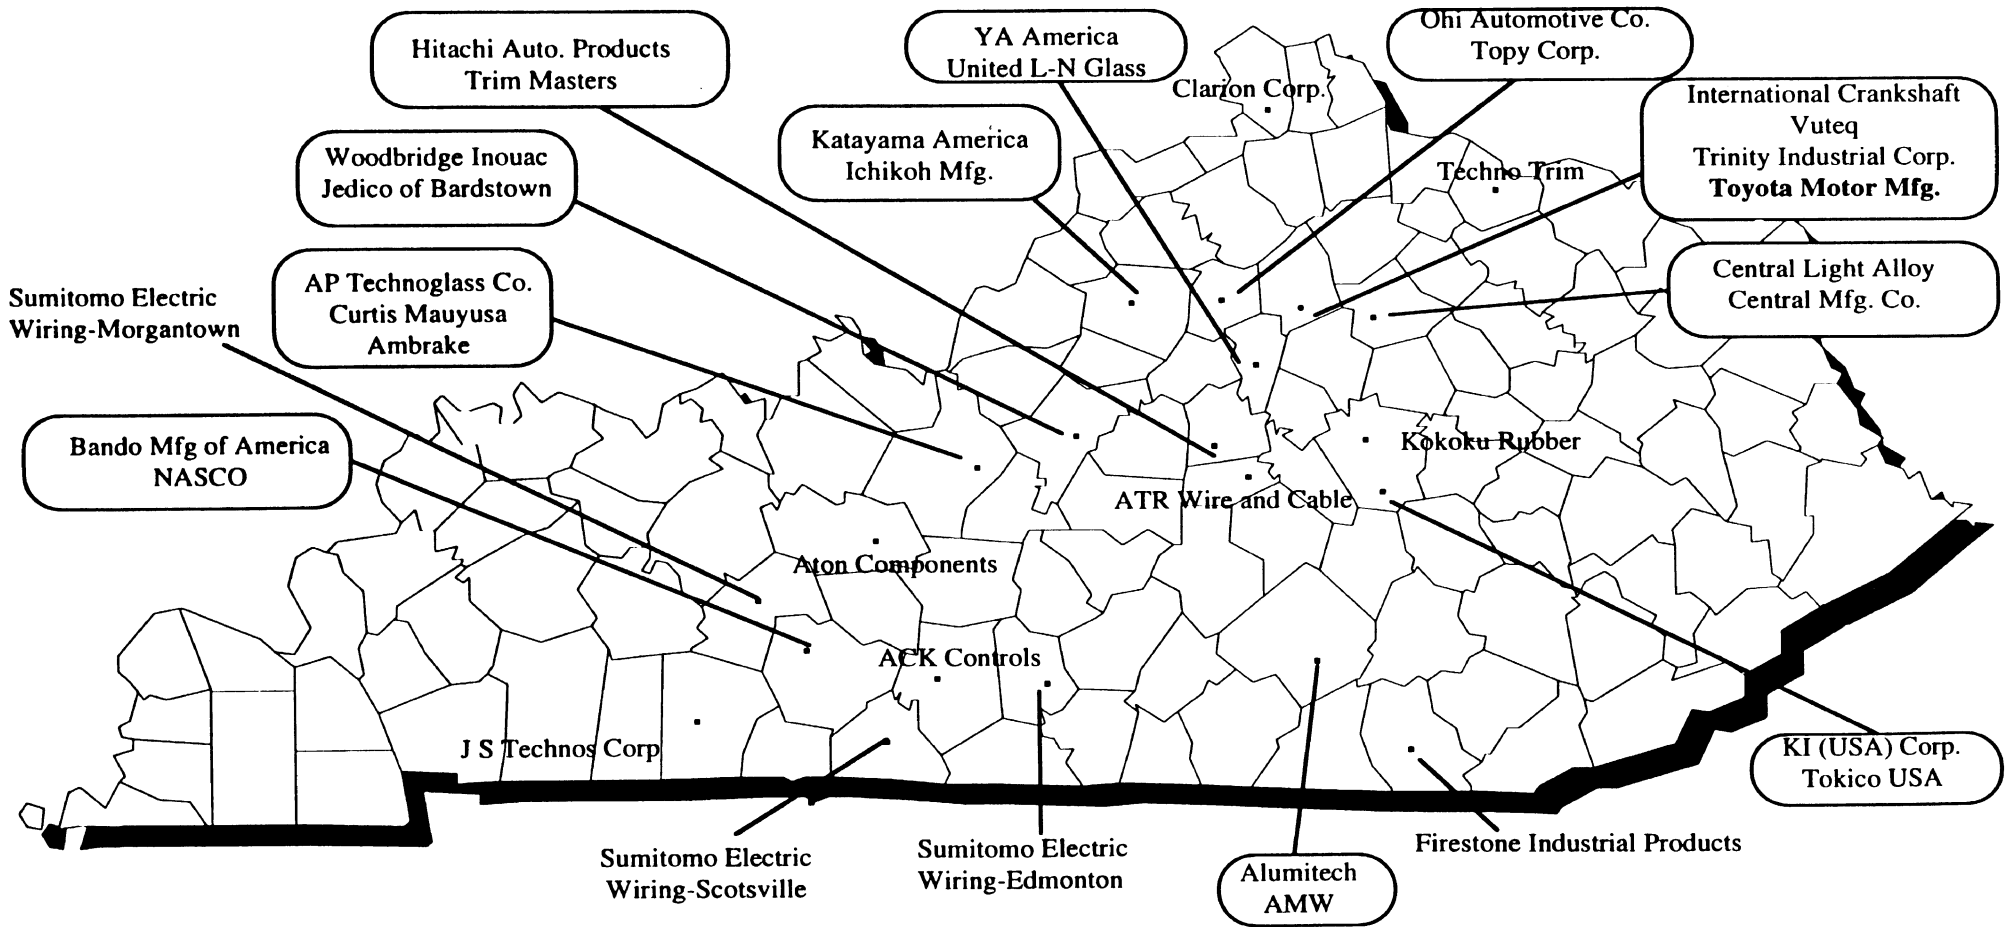 Hitachi Auto. Products
Trim Masters
YA America
United L-N Glass
Ohi Automotive Co.
Topy Corp.
Clarion Corp.
International Crankshaft
Vuteq
Trinity Industrial Corp.
Toyota Motor Mfg.
Katayama America
Ichikoh Mfg.
Woodbridge Inouac
Jedico of Bardstown
Techno Trim
AP Technoglass Co.
Curtis Mauyusa
Ambrake
Central Light Alloy
Central Mfg. Co.
Sumitomo Electric
Wiring-Morgantown
Bando Mfg of America
NASCO
Kokoku Rubber
ATR Wire and Cable
Aton Components
ACK Controls
J S Technos Corp
KI (USA) Corp.
Tokico USA
Sumitomo Electric
Wiring-Scotsville
Sumitomo Electric
Wiring-Edmonton
Alumitech
AMW
Firestone Industrial Products